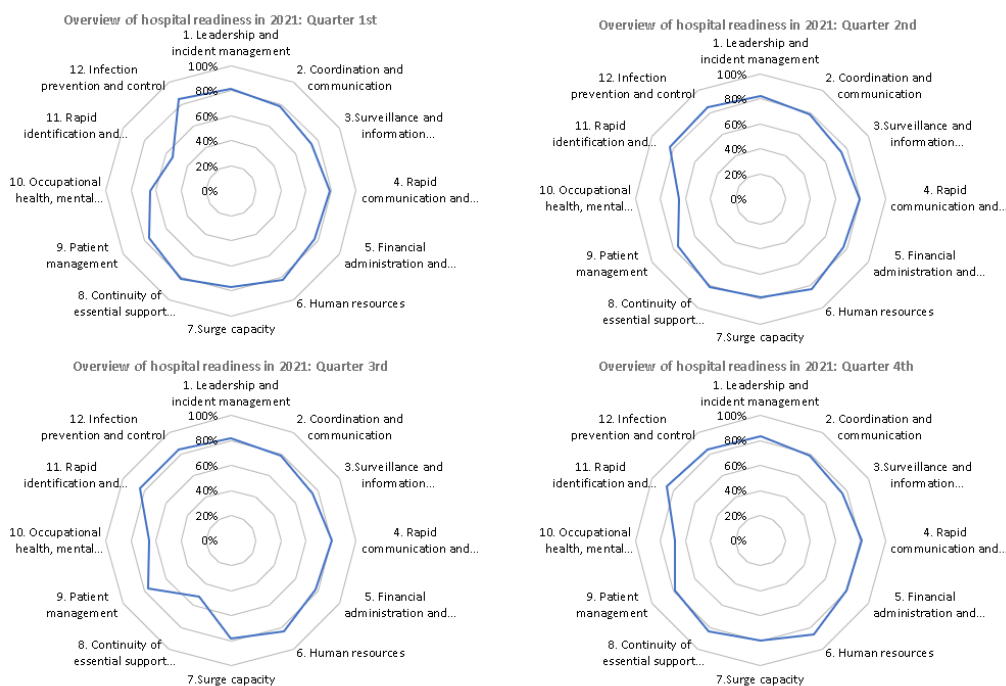 Overview of hospital readiness in 2021: Quarter 1st
1. Leadership and
incident management
2. Coordination and
communication
3.Surveillance and
information...
4. Rapid
communication and...
5. Financial
administration and...
6. Human resources
7.Surge capacity
8. Continuity of
essential support...
9. Patient
management
10. Occupational
health, mental...
11. Rapid
identification and...
12. Infection
prevention and control
100%
80%
60%
40%
20%
0%
Overview of hospital readiness in 2021: Quarter 2nd
1. Leadership and
incident management
2. Coordination and
communication
3.Surveillance and
information...
4. Rapid
communication and...
5. Financial
administration and...
6. Human resources
7.Surge capacity
8. Continuity of
essential support...
9. Patient
management
10. Occupational
health, mental...
11. Rapid
identification and...
12. Infection
prevention and control
100%
80%
60%
40%
20%
0%
Overview of hospital readiness in 2021: Quarter 3rd
1. Leadership and
incident management
2. Coordination and
communication
3.Surveillance and
information...
4. Rapid
communication and...
5. Financial
administration and...
6. Human resources
7.Surge capacity
8. Continuity of
essential support...
9. Patient
management
10. Occupational
health, mental...
11. Rapid
identification and...
12. Infection
prevention and control
100%
80%
60%
40%
20%
0%
Overview of hospital readiness in 2021: Quarter 4th
1. Leadership and
incident management
2. Coordination and
communication
3.Surveillance and
information...
4. Rapid
communication and...
5. Financial
administration and...
6. Human resources
7.Surge capacity
8. Continuity of
essential support...
9. Patient
management
10. Occupational
health, mental...
11. Rapid
identification and...
12. Infection
prevention and control
100%
80%
60%
40%
20%
0%